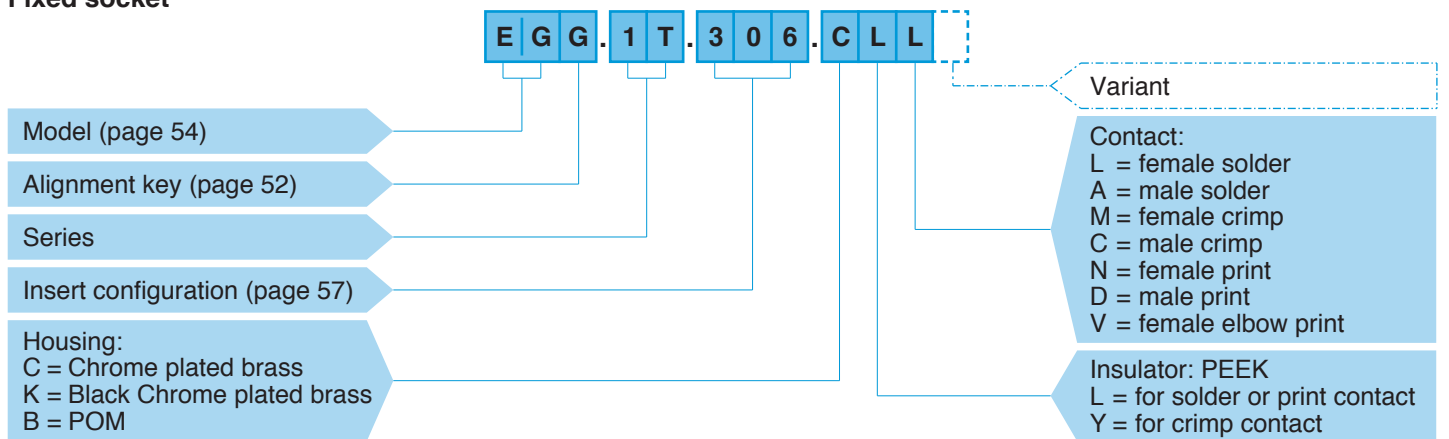 Fixed socket
E G G . 1 T . 3 0 6 . C L L
Model (page 54)
Alignment key (page 52)
Series
Insert configuration (page 57)
Housing:
C = Chrome plated brass
K = Black Chrome plated brass
B = POM
Variant
Contact:
L = female solder
A = male solder
M = female crimp
C = male crimp
N = female print
D = male print
V = female elbow print
Insulator: PEEK
L = for solder or print contact
Y = for crimp contact